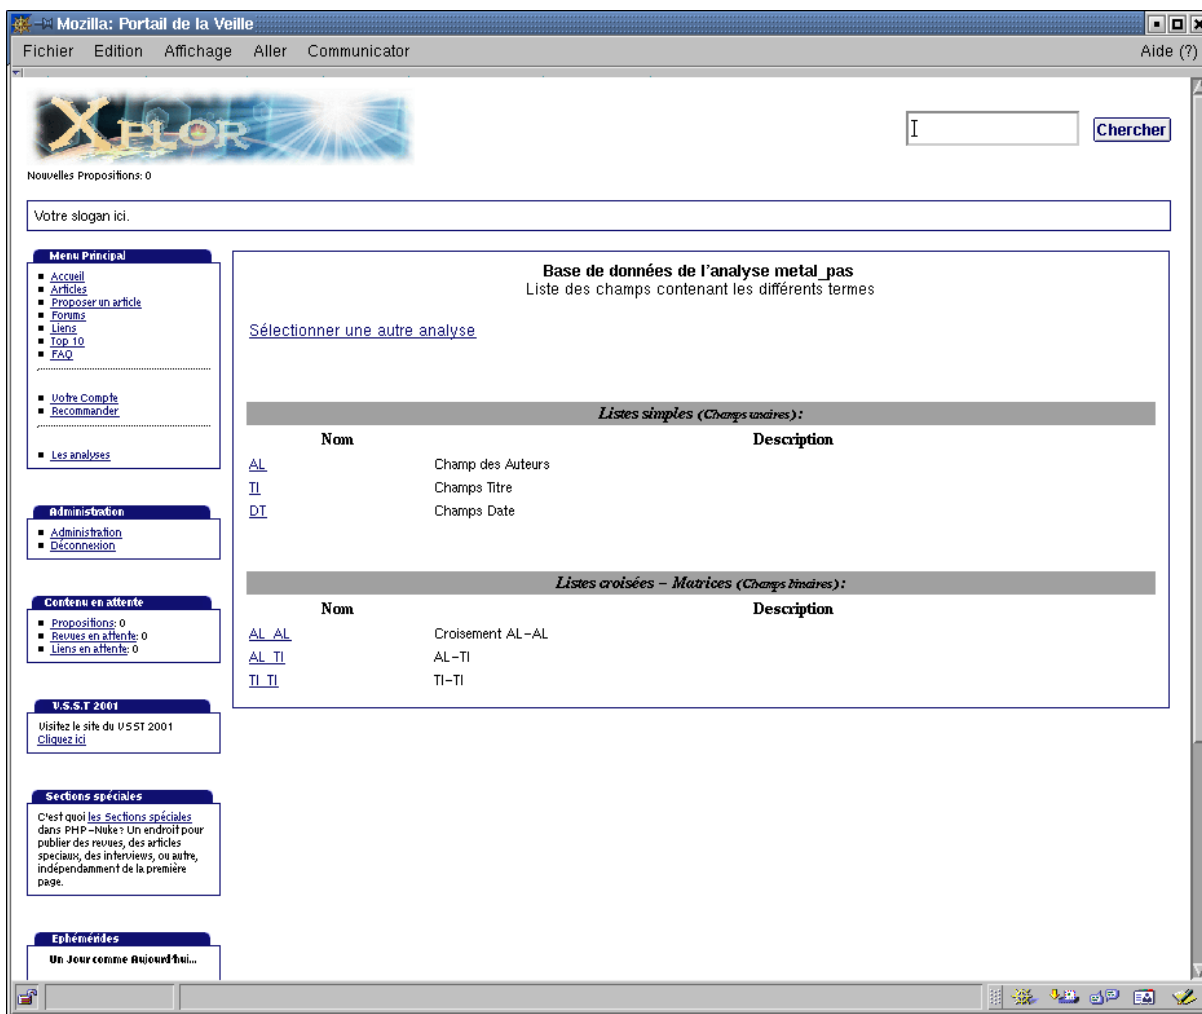 Mozilla: Portail de la Veille
Fichier Edition Affichage Aller Communicator Aide (?)
XPLOR
Chercher
Nouvelles Propositions: 0
Votre slogan ici.
Menu Principal
Accueil
Articles
Proposer un article
Forums
Liens
Top 10
FAQ
Votre Compte
Recommander
Les analyses
Administration
Administration
Déconnexion
Contenu en attente
Propositions: 0
Revues en attente: 0
Liens en attente: 0
V.S.S.T 2001
Visitez le site du VSST 2001
Cliquez ici
Sections spéciales
C'est quoi les Sections spéciales
dans PHP-Nuke? Un endroit pour
publier des revues, des articles
speciaux, des interviews, ou autre,
indépendamment de la première
page.
Ephémérides
Un Jour comme Aujourd'hui...
Base de données de l'analyse metal_pas
Liste des champs contenant les différents termes
Sélectionner une autre analyse
Listes simples (Champs unaires):
Nom Description
AL Champ des Auteurs
TI Champs Titre
DT Champs Date
Listes croisées – Matrices (Champs binaires):
Nom Description
AL_AL Croisement AL-AL
AL_TI AL-TI
TI_TI TI-TI